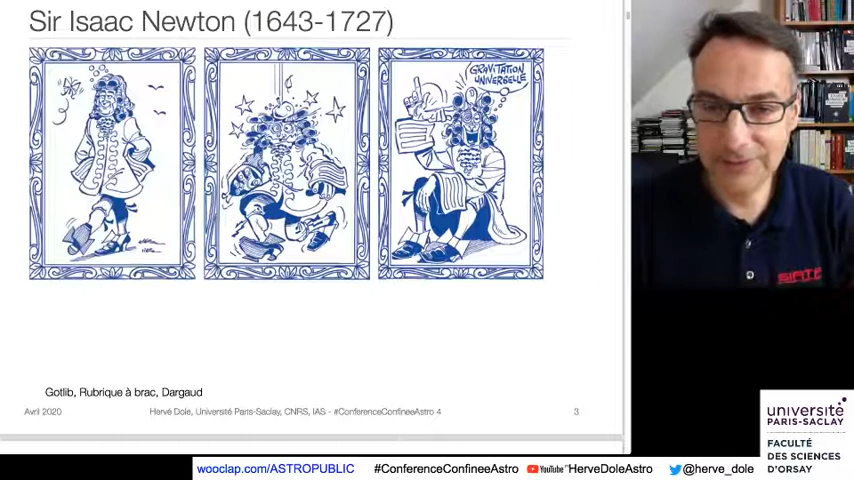 Sir Isaac Newton (1643-1727)
GRAVITATION
UNIVERSELLE
Gotlib, Rubrique à brac, Dargaud
Avril 2020
Hervé Dole, Université Paris-Saclay, CNRS, IAS - #ConferenceConfineeAstro 4
3
université
PARIS-SACLAY
FACULTÉ
DES SCIENCES
D'ORSAY
wooclap.com/ASTROPUBLIC
#ConferenceConfineeAstro
YouTube HerveDoleAstro
@herve_dole